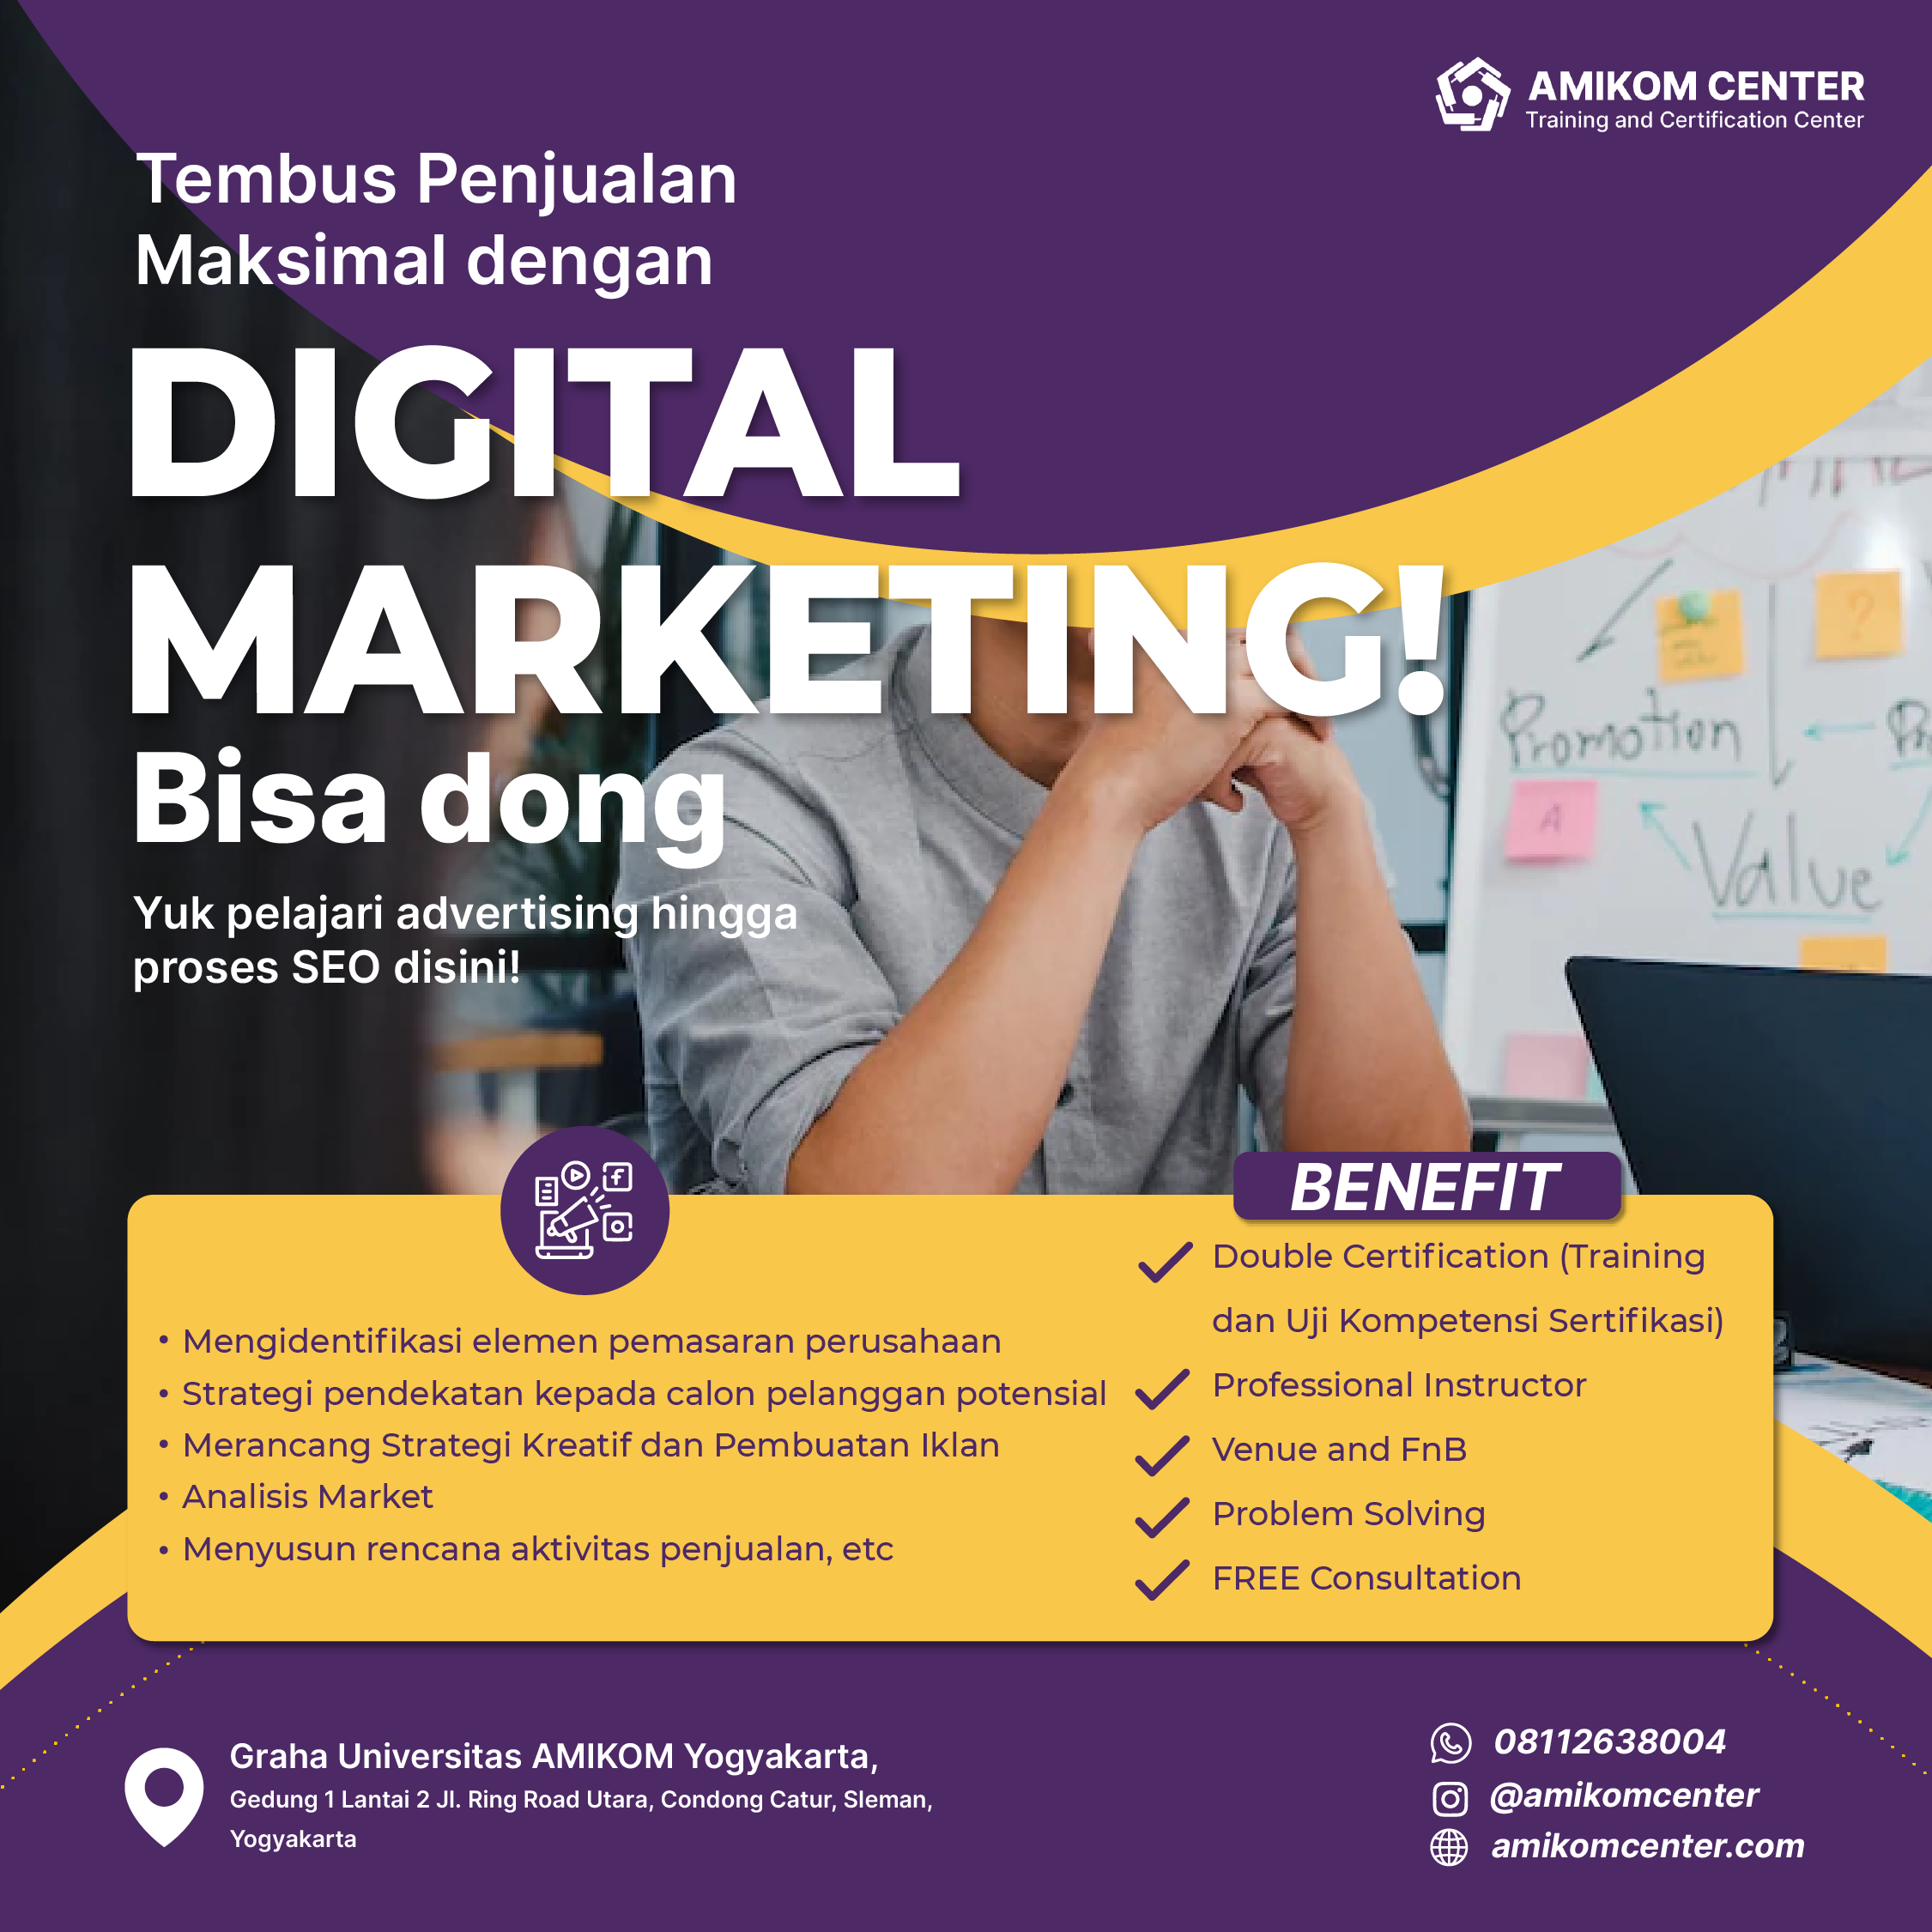 AMIKOM CENTER
Training and Certification Center
Tembus Penjualan
Maksimal dengan
DIGITAL
MARKETING!
Bisa dong
Yuk pelajari advertising hingga
proses SEO disini!
Promotion
A
?
Value
• Mengidentifikasi elemen pemasaran perusahaan
• Strategi pendekatan kepada calon pelanggan potensial
• Merancang Strategi Kreatif dan Pembuatan Iklan
• Analisis Market
• Menyusun rencana aktivitas penjualan, etc
BENEFIT
Double Certification (Training
dan Uji Kompetensi Sertifikasi)
Professional Instructor
Venue and FnB
Problem Solving
FREE Consultation
Graha Universitas AMIKOM Yogyakarta,
Gedung 1 Lantai 2 Jl. Ring Road Utara, Condong Catur, Sleman,
Yogyakarta
08112638004
@amikomcenter
amikomcenter.com